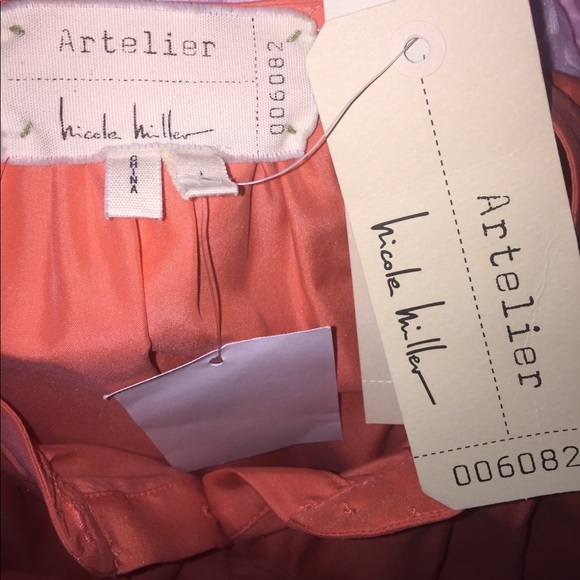 Artelier
nicole miller
006082
CHINA
L
Artelier
nicole miller
006082